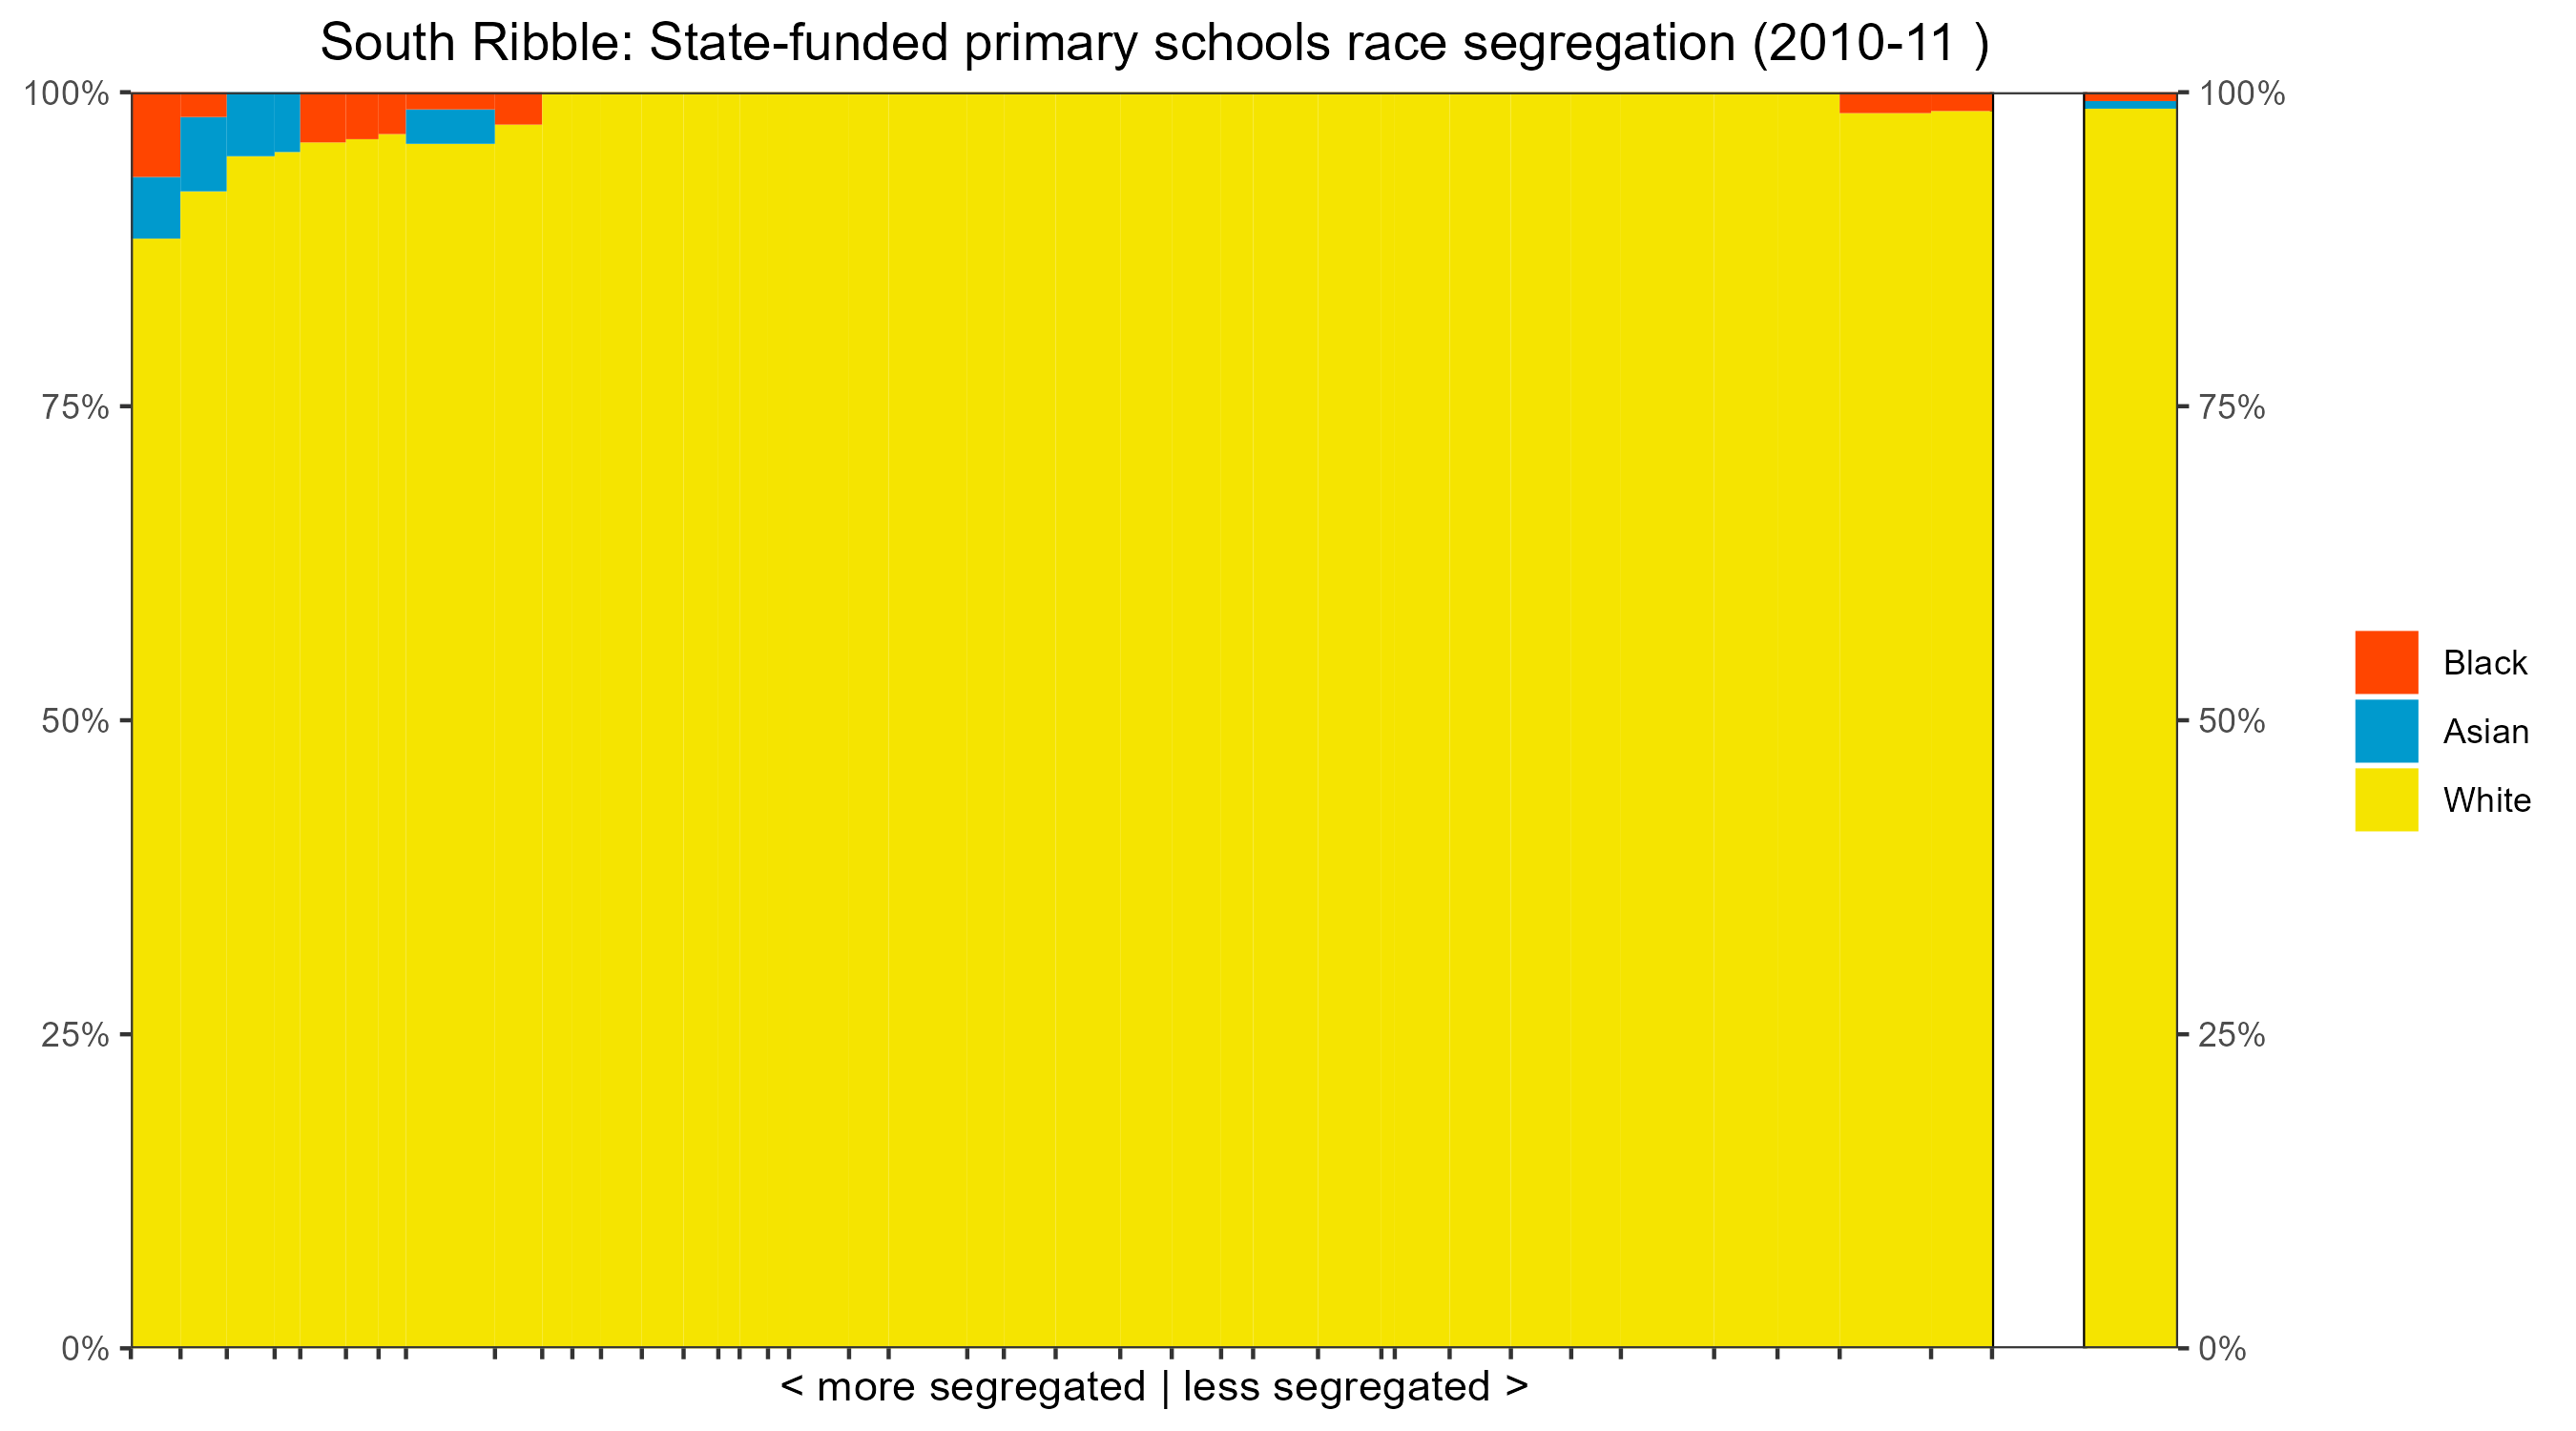 South Ribble: State-funded primary schools race segregation (2010-11 )
100%
75%
50%
25%
0%
100%
75%
50%
25%
0%
Black
Asian
White
< more segregated | less segregated >